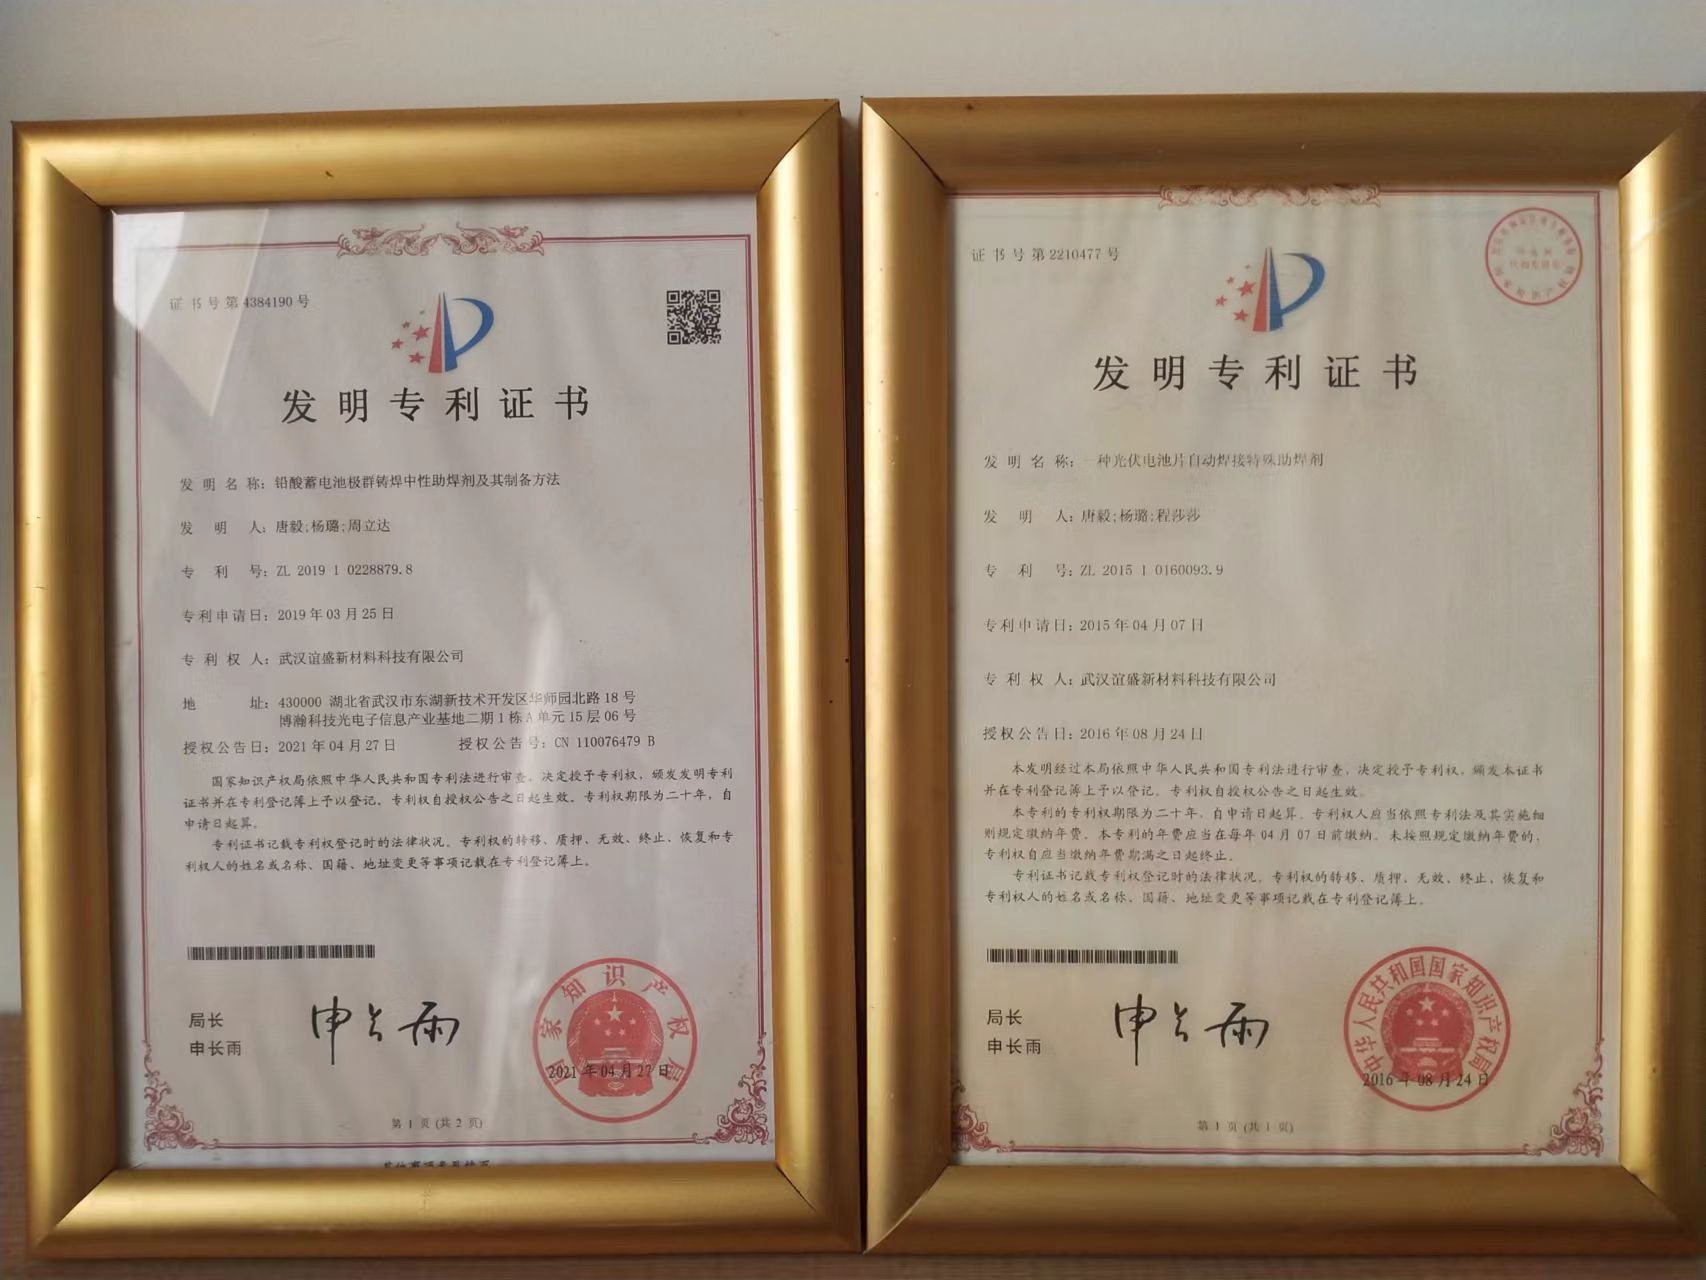 证书号第4384190号
发明专利证书
发明名称：铅酸蓄电池极群铸焊中性助焊剂及其制备方法
发明人：唐毅;杨璐;周立达
专利号：ZL 2019 1 0228879.8
专利申请日：2019年03月25日
专利权人：武汉谊盛新材料科技有限公司
地址：430000 湖北省武汉市东湖新技术开发区华师园北路18号
博瀚科技光电子信息产业基地二期1栋A单元15层06号
授权公告日：2021年04月27日 授权公告号：CN 110076479 B
国家知识产权局依照中华人民共和国专利法进行审查，决定授予专利权，颁发发明专利
证书并在专利登记簿上予以登记。专利权自授权公告之日起生效。专利权期限为二十年，自
申请日起算。
专利证书记载专利权登记时的法律状况。专利权的转移、质押、无效、终止、恢复和专
利权人的姓名或名称、国籍、地址变更等事项记载在专利登记簿上。
局长
申长雨
申长雨
国家知识产权局
2021年04月27日
第1页(共2页)
证书号第2210477号
发明专利证书
发明名称：一种光伏电池片自动焊接特殊助焊剂
发明人：唐毅;杨璐;程莎莎
专利号：ZL 2015 1 0160093.9
专利申请日：2015年04月07日
专利权人：武汉谊盛新材料科技有限公司
授权公告日：2016年08月24日
本发明经过本局依照中华人民共和国专利法进行审查，决定授予专利权，颁发本证书
并在专利登记簿上予以登记。专利权自授权公告之日起生效。
本专利的专利权期限为二十年，自申请日起算。专利权人应当依照专利法及其实施细
则规定缴纳年费。本专利的年费应当在每年04月07日前缴纳。未按照规定缴纳年费的，
专利权自应当缴纳年费期满之日起终止。
专利证书记载专利权登记时的法律状况。专利权的转移、质押、无效、终止、恢复和
专利权人的姓名或名称、国籍、地址变更等事项记载在专利登记簿上。
局长
申长雨
申长雨
中华人民共和国国家知识产权局
2016年08月24日
第1页(共1页)